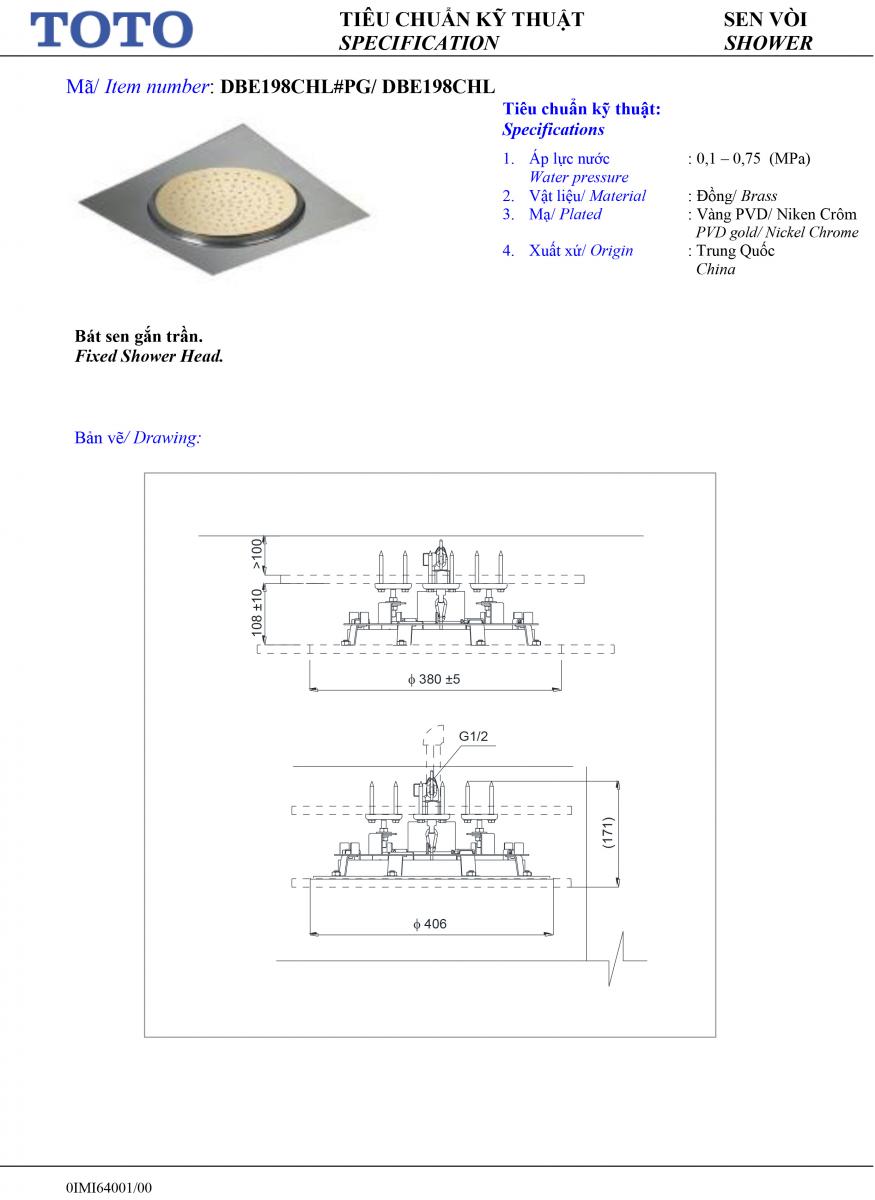 TOTO
TIÊU CHUẨN KỸ THUẬT
SPECIFICATION
SEN VÒI
SHOWER
Mã/ Item number: DBE198CHL#PG/ DBE198CHL
Tiêu chuẩn kỹ thuật:
Specifications
1. Áp lực nước : 0,1 – 0,75 (MPa)
Water pressure
2. Vật liệu/ Material : Đồng/ Brass
3. Mạ/ Plated : Vàng PVD/ Niken Crôm
PVD gold/ Nickel Chrome
4. Xuất xứ/ Origin : Trung Quốc
China
Bát sen gắn trần.
Fixed Shower Head.
Bản vẽ/ Drawing:
>100
108 ±10
ϕ 380 ±5
G1/2
(171)
ϕ 406
0IMI64001/00